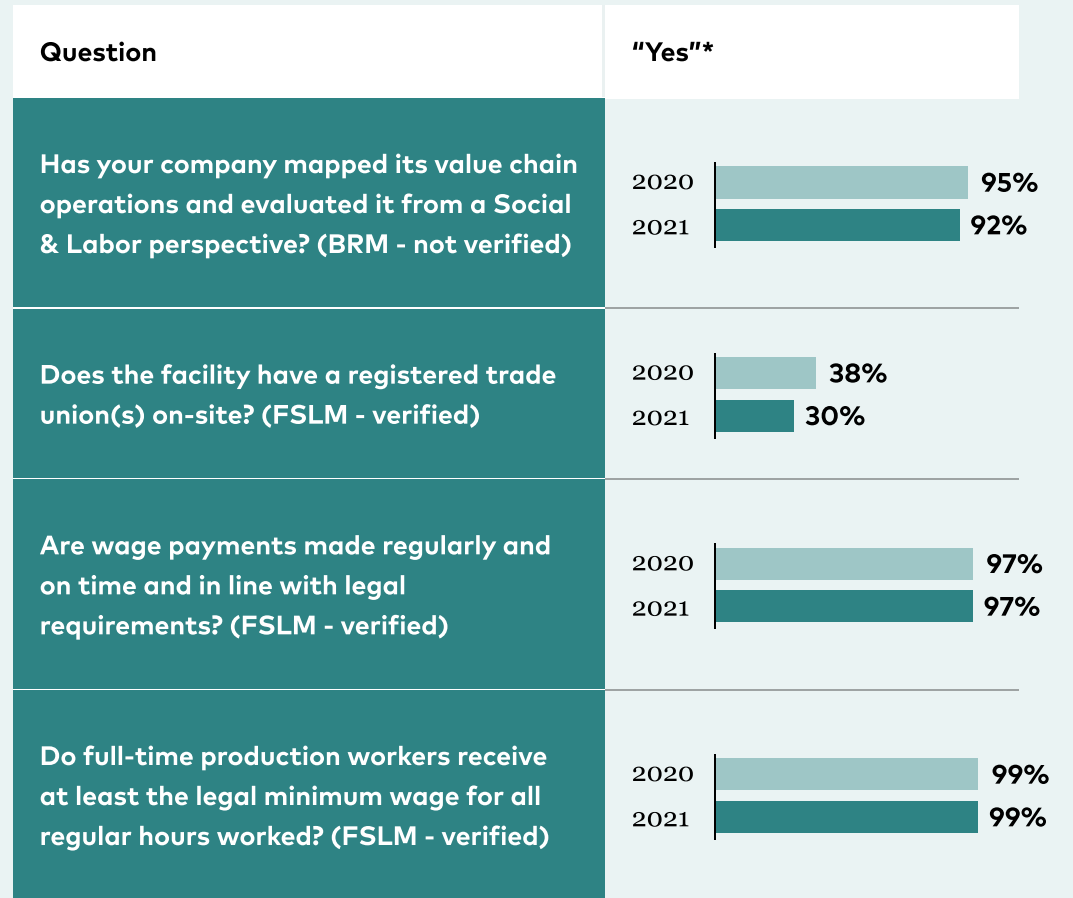 Question
“Yes”*
Has your company mapped its value chain
operations and evaluated it from a Social
& Labor perspective? (BRM - not verified)
2020 95%
2021 92%
Does the facility have a registered trade
union(s) on-site? (FSLM - verified)
2020 38%
2021 30%
Are wage payments made regularly and
on time and in line with legal
requirements? (FSLM - verified)
2020 97%
2021 97%
Do full-time production workers receive
at least the legal minimum wage for all
regular hours worked? (FSLM - verified)
2020 99%
2021 99%